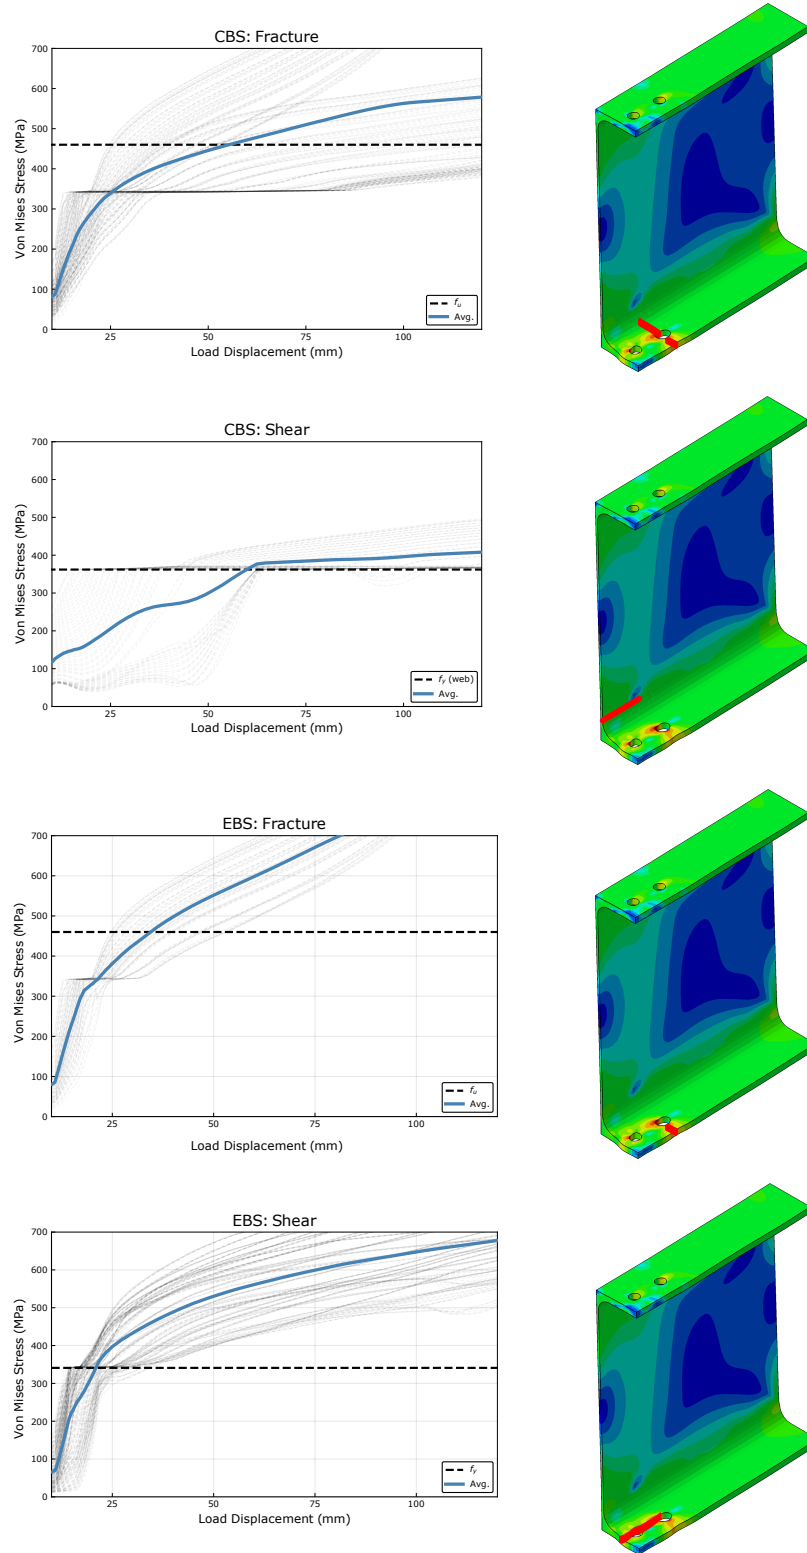 CBS: Fracture
Von Mises Stress (MPa)
700
600
500
400
300
200
100
0
25
50
75
100
Load Displacement (mm)
fᵤ
Avg.
CBS: Shear
Von Mises Stress (MPa)
700
600
500
400
300
200
100
0
25
50
75
100
Load Displacement (mm)
fᵧ (web)
Avg.
EBS: Fracture
Von Mises Stress (MPa)
700
600
500
400
300
200
100
0
25
50
75
100
Load Displacement (mm)
fᵤ
Avg.
EBS: Shear
Von Mises Stress (MPa)
700
600
500
400
300
200
100
0
25
50
75
100
Load Displacement (mm)
fᵧ
Avg.